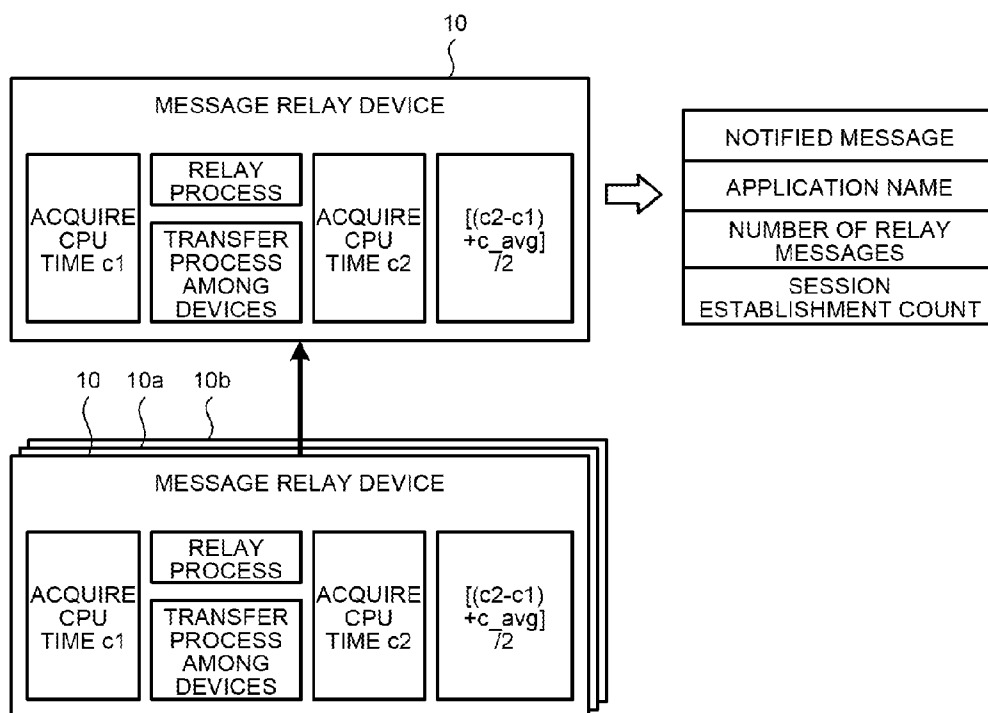 10
MESSAGE RELAY DEVICE
ACQUIRE
CPU
TIME c1
RELAY
PROCESS
TRANSFER
PROCESS
AMONG
DEVICES
ACQUIRE
CPU
TIME c2
[(c2-c1)
+c_avg]
/2
NOTIFIED MESSAGE
APPLICATION NAME
NUMBER OF RELAY
MESSAGES
SESSION
ESTABLISHMENT COUNT
10
10a
10b
MESSAGE RELAY DEVICE
ACQUIRE
CPU
TIME c1
RELAY
PROCESS
TRANSFER
PROCESS
AMONG
DEVICES
ACQUIRE
CPU
TIME c2
[(c2-c1)
+c_avg]
/2